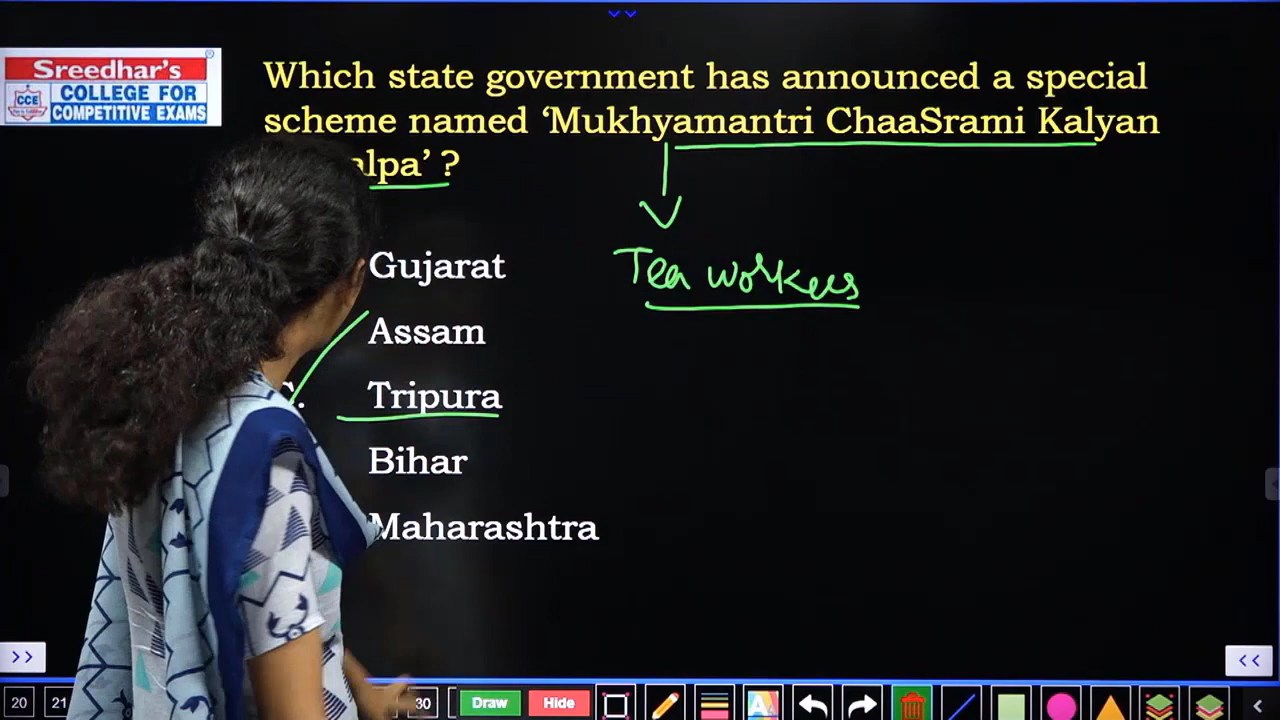 Sreedhar's
CCE
COLLEGE FOR
COMPETITIVE EXAMS
Which state government has announced a special
scheme named ‘Mukhyamantri ChaaSrami Kalyan
alpa’ ?
Tea workers
Gujarat
Assam
Tripura
Bihar
Maharashtra
>>
<<
20 21 30 Draw Hide